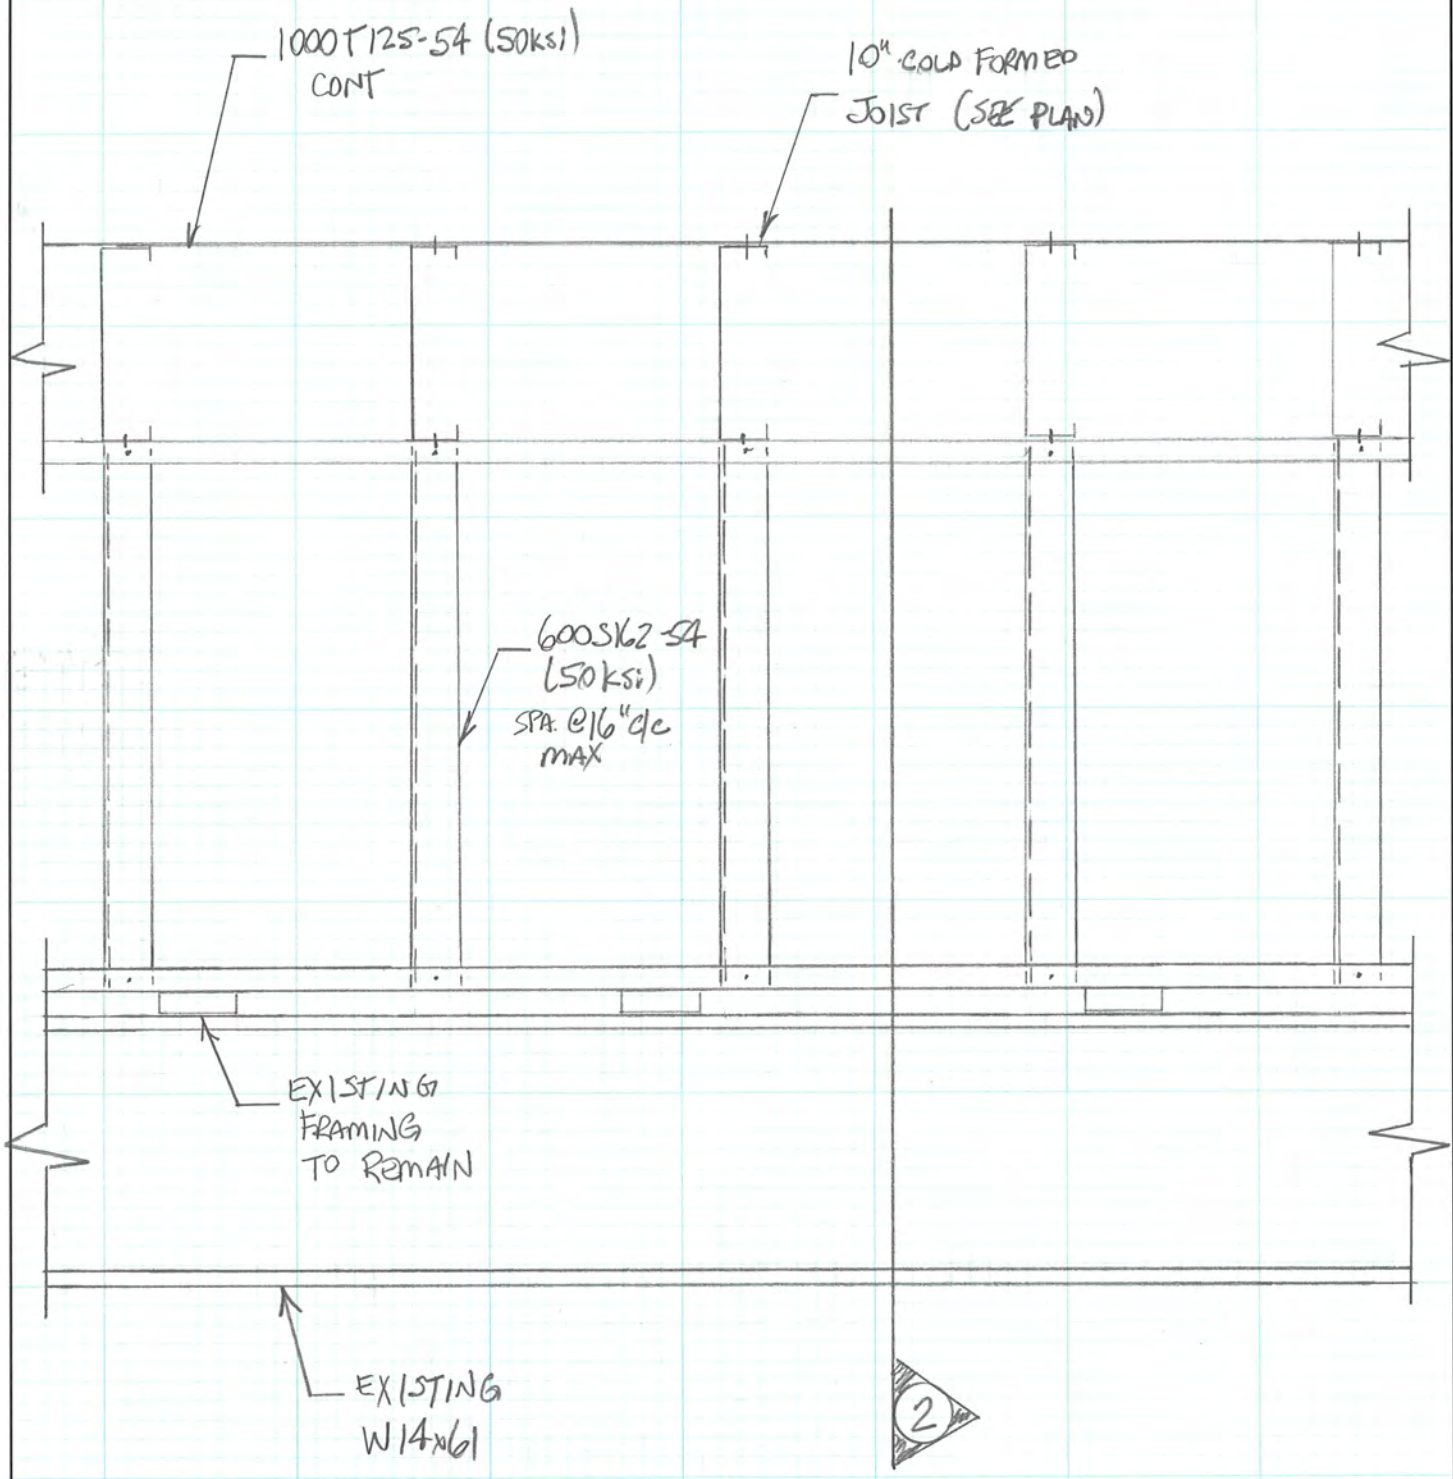 1000T125-54 (50ksi)
CONT
10" COLD FORMED
JOIST (SEE PLAN)
600S162-54
(50ksi)
SPA. @16" c/c
MAX
EXISTING
FRAMING
TO REMAIN
EXISTING
W14x61
2